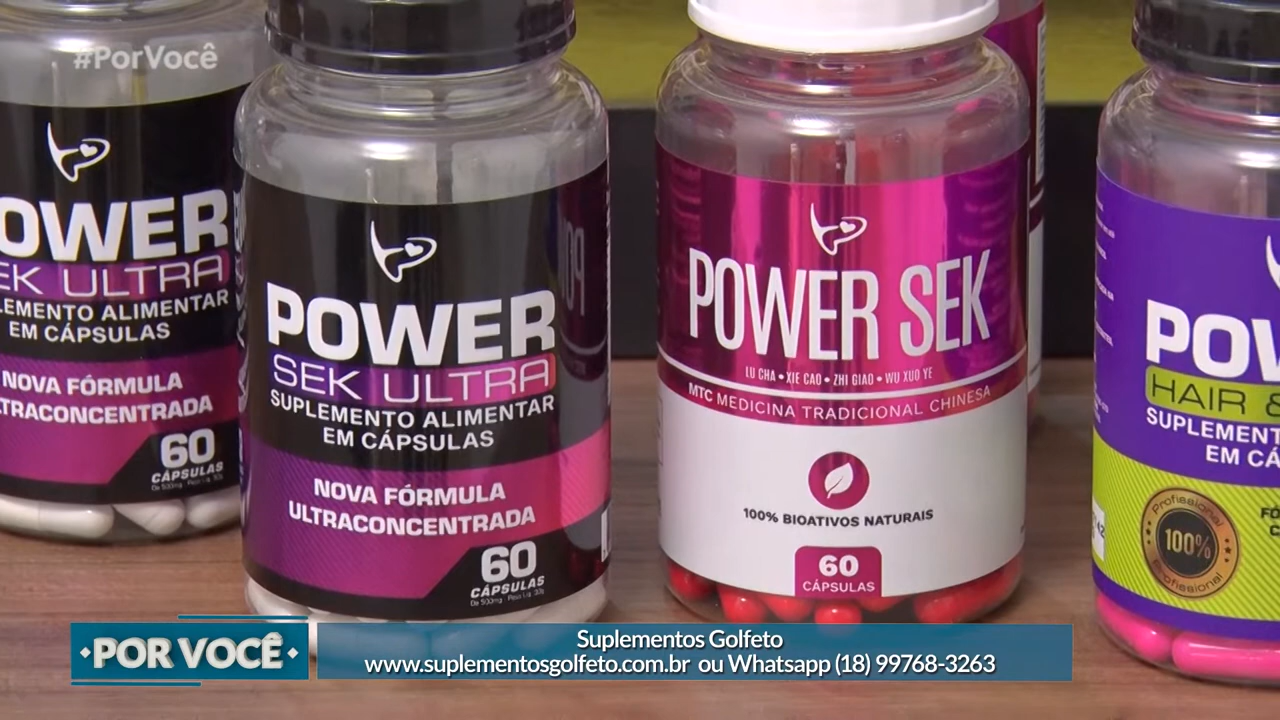 #PorVocê
OWER
EK ULTRA
LEMENTO ALIMENTAR
EM CÁPSULAS
NOVA FÓRMULA
LTRACONCENTRADA
60
CÁPSULAS
POWER
SEK ULTRA
SUPLEMENTO ALIMENTAR
EM CÁPSULAS
NOVA FÓRMULA
ULTRACONCENTRADA
60
CÁPSULAS
POWER SEK
LU CHA • XIE CAO • ZHI GIAO • WU XUO YE
MTC MEDICINA TRADICIONAL CHINESA
100% BIOATIVOS NATURAIS
60
CÁPSULAS
POW
HAIR &
SUPLEMENT
EM CÁ
Profissional
100%
Profissional
POR VOCÊ
Suplementos Golfeto
www.suplementosgolfeto.com.br ou Whatsapp (18) 99768-3263